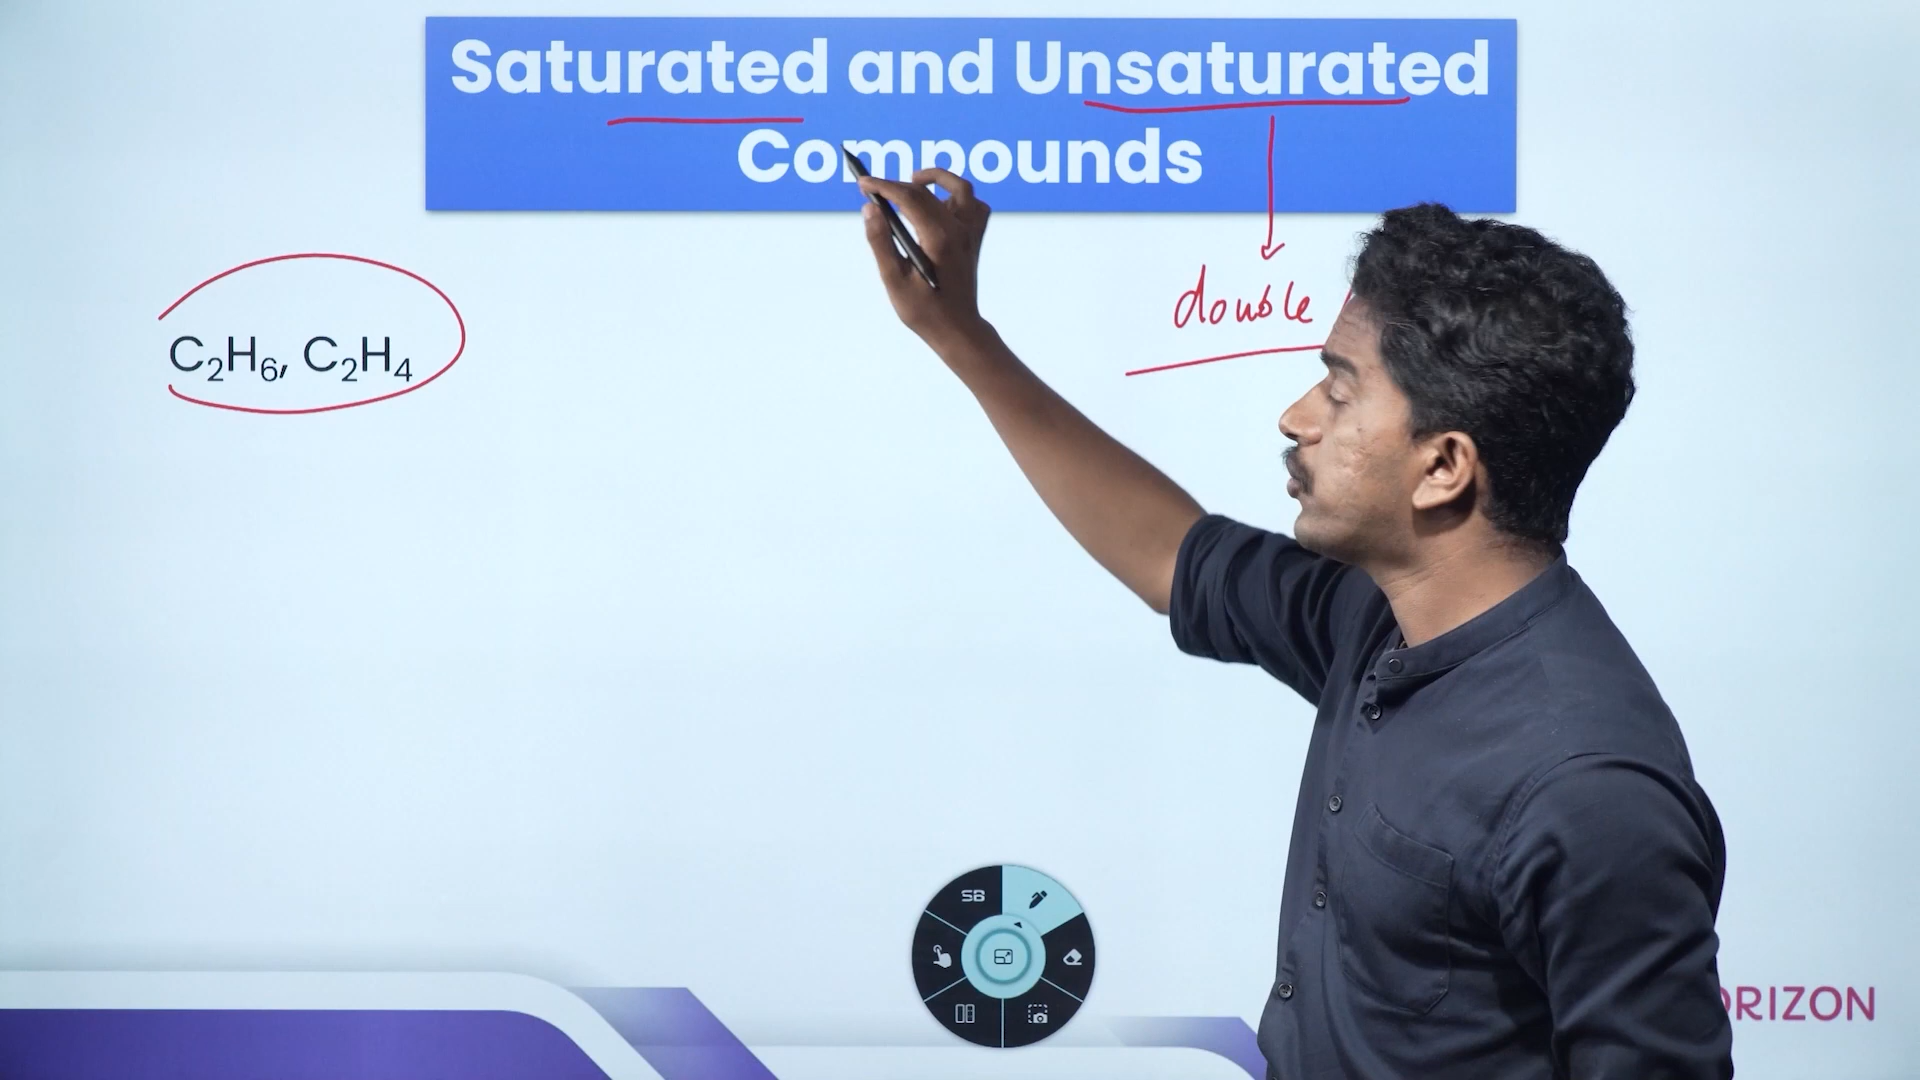 Saturated and Unsaturated
Compounds
double
C₂H₆, C₂H₄
SB
ORIZON